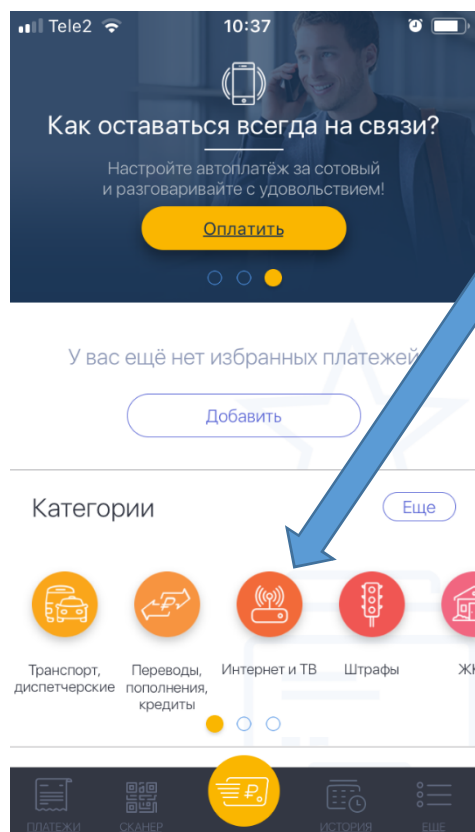 Tele2
10:37
Как оставаться всегда на связи?
Настройте автоплатёж за сотовый
и разговаривайте с удовольствием!
Оплатить
У вас ещё нет избранных платежей
Добавить
Категории
Еще
Транспорт,
диспетчерские
Переводы,
пополнения,
кредиты
Интернет и ТВ
Штрафы
ПЛАТЕЖИ
СКАНЕР
ИСТОРИЯ
ЕЩЕ